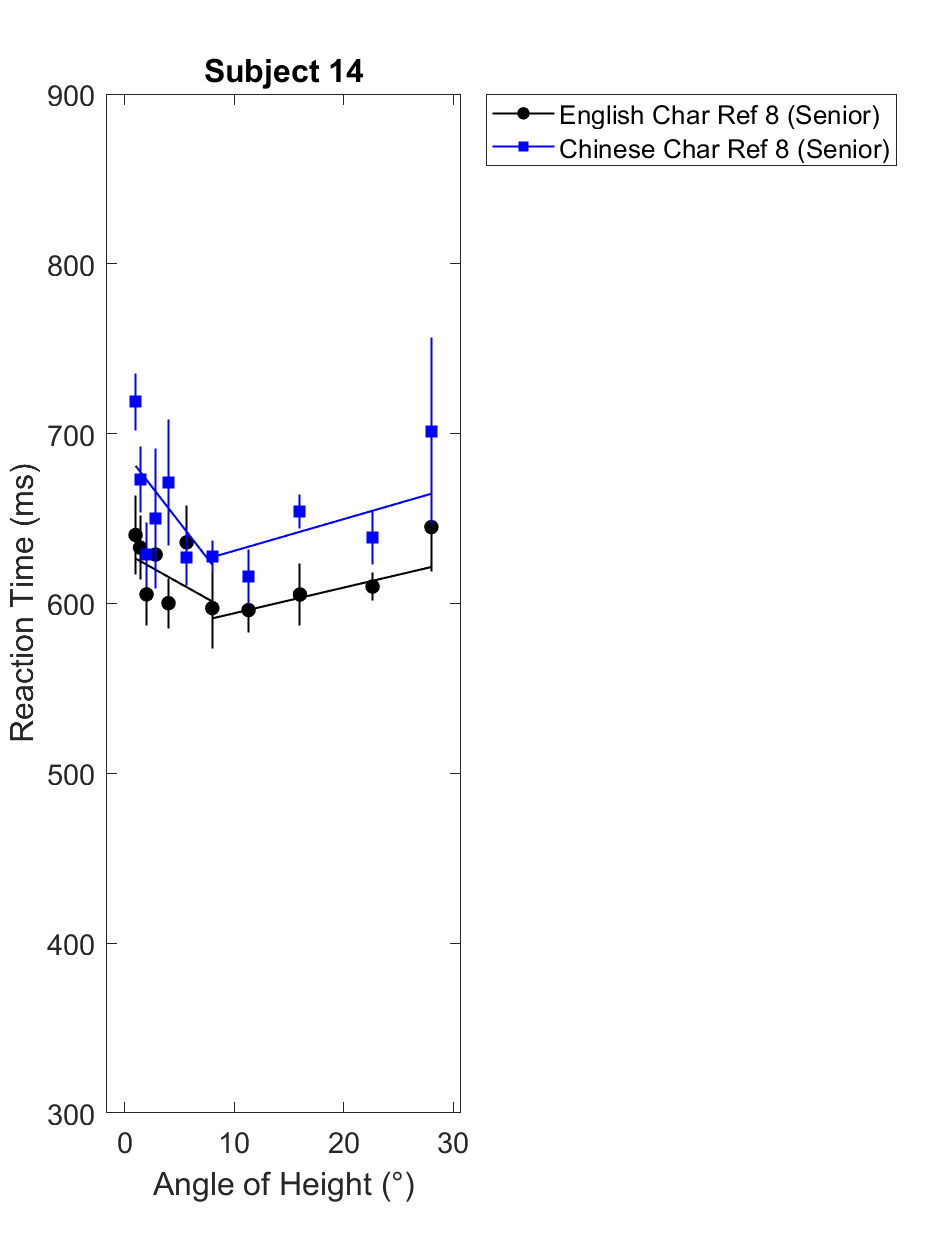 Subject 14
900
800
700
600
500
400
300
Reaction Time (ms)
0 10 20 30
Angle of Height (°)
English Char Ref 8 (Senior)
Chinese Char Ref 8 (Senior)